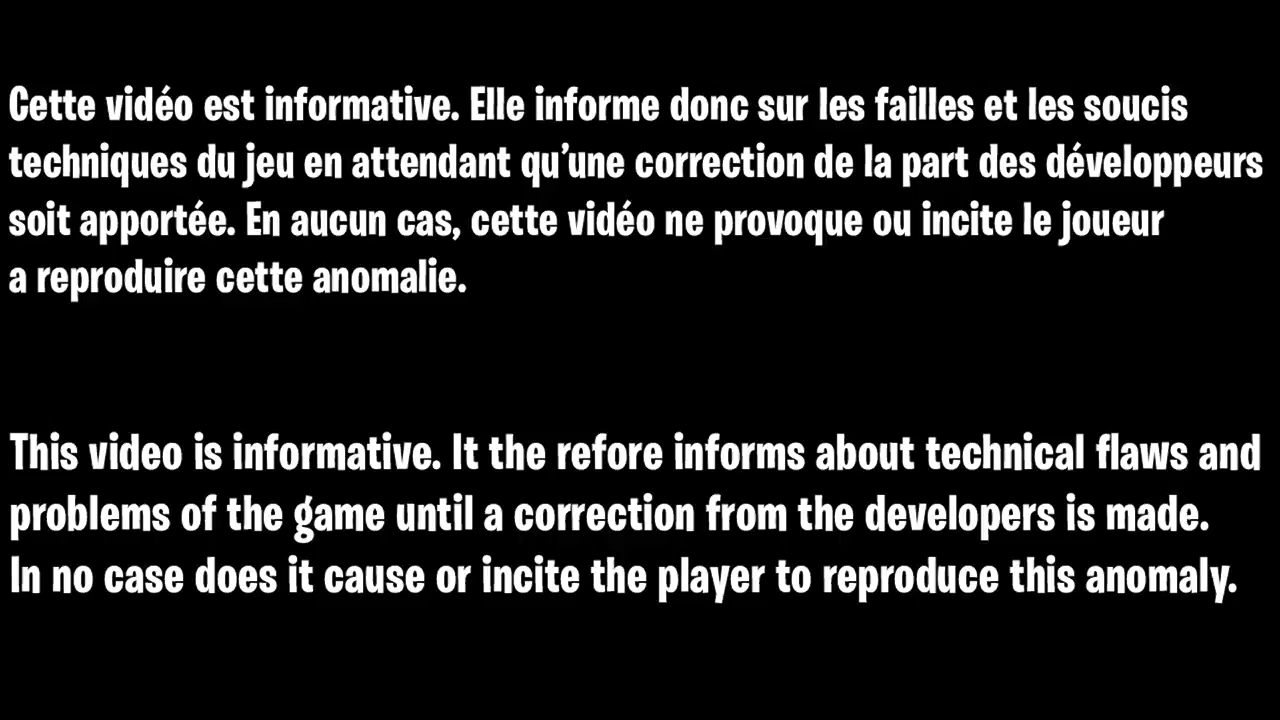 Cette vidéo est informative. Elle informe donc sur les failles et les soucis
techniques du jeu en attendant qu’une correction de la part des développeurs
soit apportée. En aucun cas, cette vidéo ne provoque ou incite le joueur
a reproduire cette anomalie.
This video is informative. It the refore informs about technical flaws and
problems of the game until a correction from the developers is made.
In no case does it cause or incite the player to reproduce this anomaly.